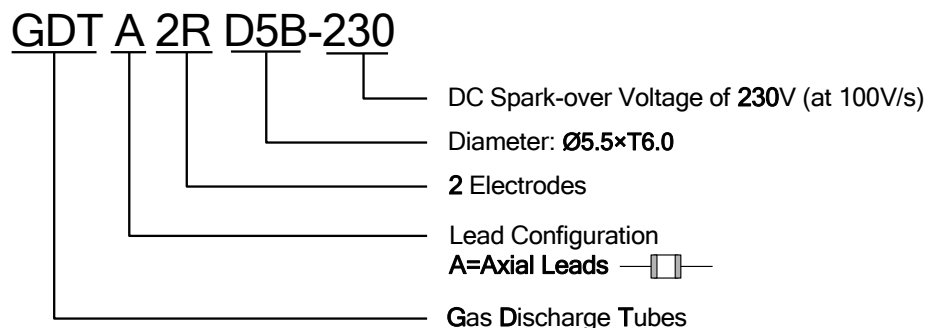 GDT A 2R D5B-230
DC Spark-over Voltage of 230V (at 100V/s)
Diameter: Ø5.5×T6.0
2 Electrodes
Lead Configuration
A=Axial Leads
Gas Discharge Tubes